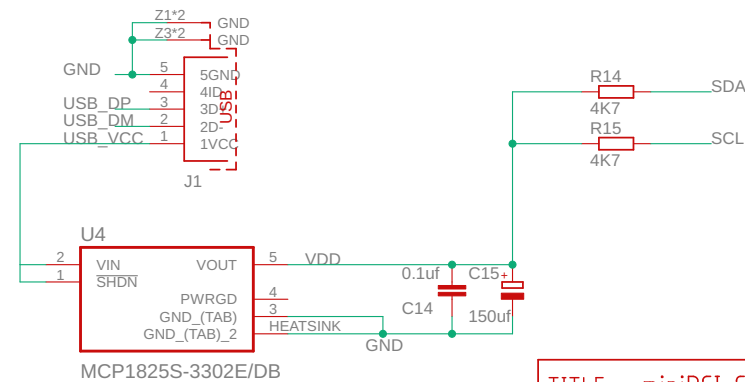 Z1*2
GND
Z3*2
GND
GND
5
5GND
4
4ID
USB_DP
3
3D+
USB
USB_DM
2
2D-
USB_VCC
1
1VCC
J1
R14
SDA
4K7
R15
SCL
4K7
U4
2
VIN
VOUT
5
VDD
1
SHDN
0.1uf
C15
+
PWRGD
4
C14
GND_(TAB)
3
150uf
GND_(TAB)_2
HEATSINK
GND
MCP1825S-3302E/DB
TITLE